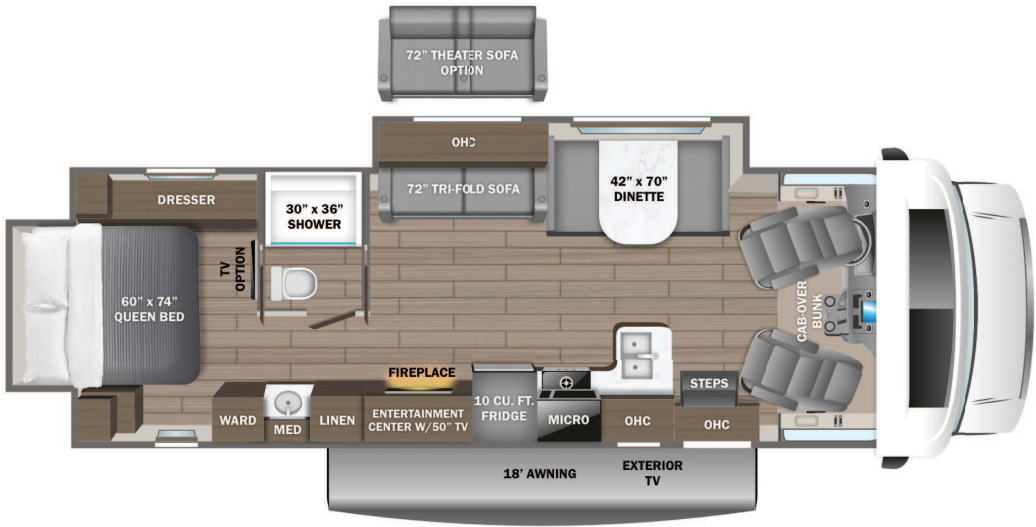 72” THEATER SOFA
OPTION
OHC
72” TRI-FOLD SOFA
42” x 70”
DINETTE
DRESSER
30” x 36”
SHOWER
TV
OPTION
60” x 74”
QUEEN BED
CAB-OVER
BUNK
FIREPLACE
STEPS
WARD
MED
LINEN
ENTERTAINMENT
CENTER W/50” TV
10 CU. FT.
FRIDGE
MICRO
OHC
OHC
18’ AWNING
EXTERIOR
TV